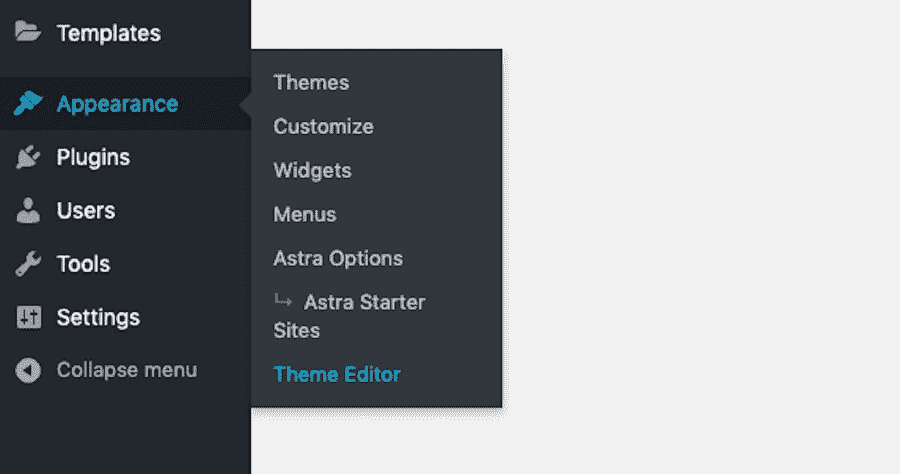 Templates
Appearance
Plugins
Users
Tools
Settings
Collapse menu
Themes
Customize
Widgets
Menus
Astra Options
Astra Starter
Sites
Theme Editor